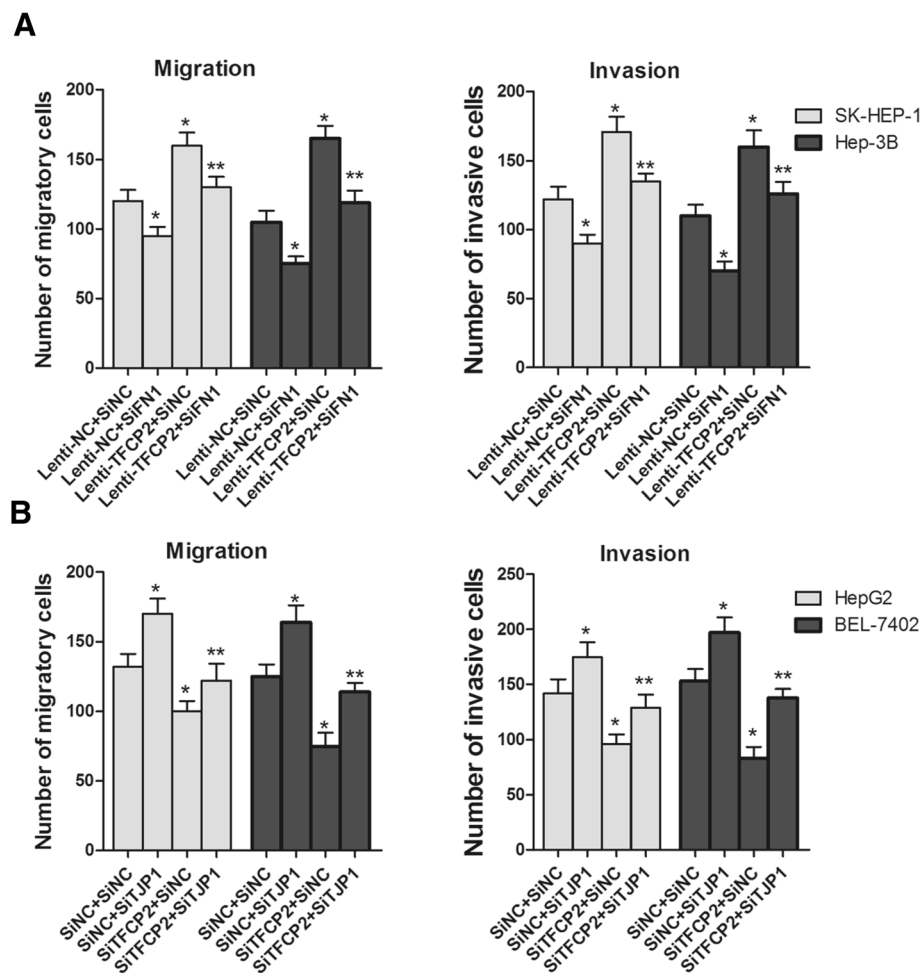 A
Migration
Number of migratory cells
200
150
100
50
0
* * ** * * **
Lenti-NC+SiNC
Lenti-NC+SiFN1
Lenti-TFCP2+SiNC
Lenti-TFCP2+SiFN1
Lenti-NC+SiNC
Lenti-NC+SiFN1
Lenti-TFCP2+SiNC
Lenti-TFCP2+SiFN1
Invasion
Number of invasive cells
200
150
100
50
0
* * ** * * **
Lenti-NC+SiNC
Lenti-NC+SiFN1
Lenti-TFCP2+SiNC
Lenti-TFCP2+SiFN1
Lenti-NC+SiNC
Lenti-NC+SiFN1
Lenti-TFCP2+SiNC
Lenti-TFCP2+SiFN1
SK-HEP-1
Hep-3B
B
Migration
Number of migratory cells
200
150
100
50
0
* * ** * * **
SiNC+SiNC
SiNC+SiTJP1
SiTFCP2+SiNC
SiTFCP2+SiTJP1
SiNC+SiNC
SiNC+SiTJP1
SiTFCP2+SiNC
SiTFCP2+SiTJP1
Invasion
Number of invasive cells
250
200
150
100
50
0
* * ** * * **
SiNC+SiNC
SiNC+SiTJP1
SiTFCP2+SiNC
SiTFCP2+SiTJP1
SiNC+SiNC
SiNC+SiTJP1
SiTFCP2+SiNC
SiTFCP2+SiTJP1
HepG2
BEL-7402